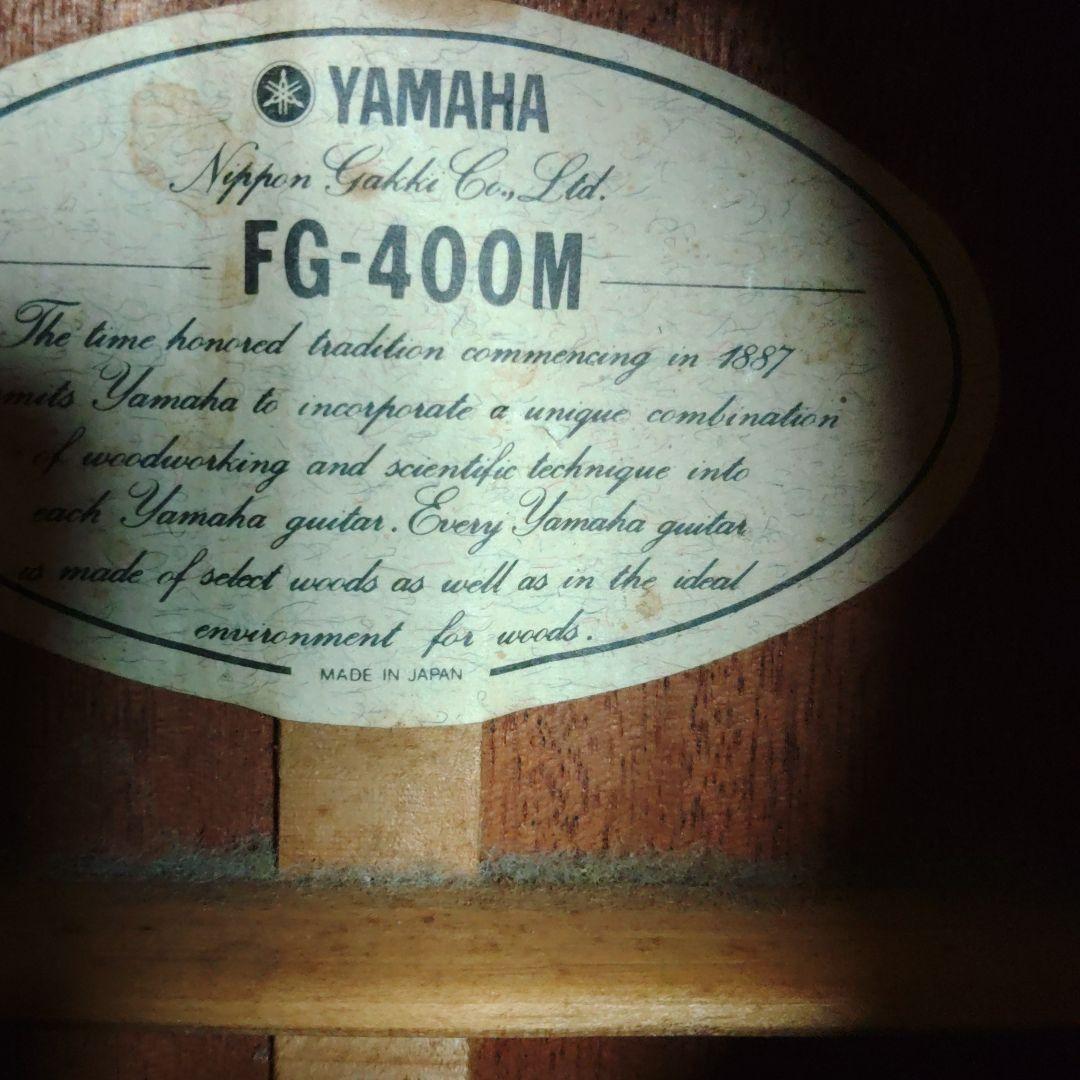 YAMAHA
Nippon Gakki Co., Ltd.
FG-400M
The time honored tradition commencing in 1887
mits Yamaha to incorporate a unique combination
of woodworking and scientific technique into
each Yamaha guitar. Every Yamaha guitar
is made of select woods as well as in the ideal
environment for woods.
MADE IN JAPAN